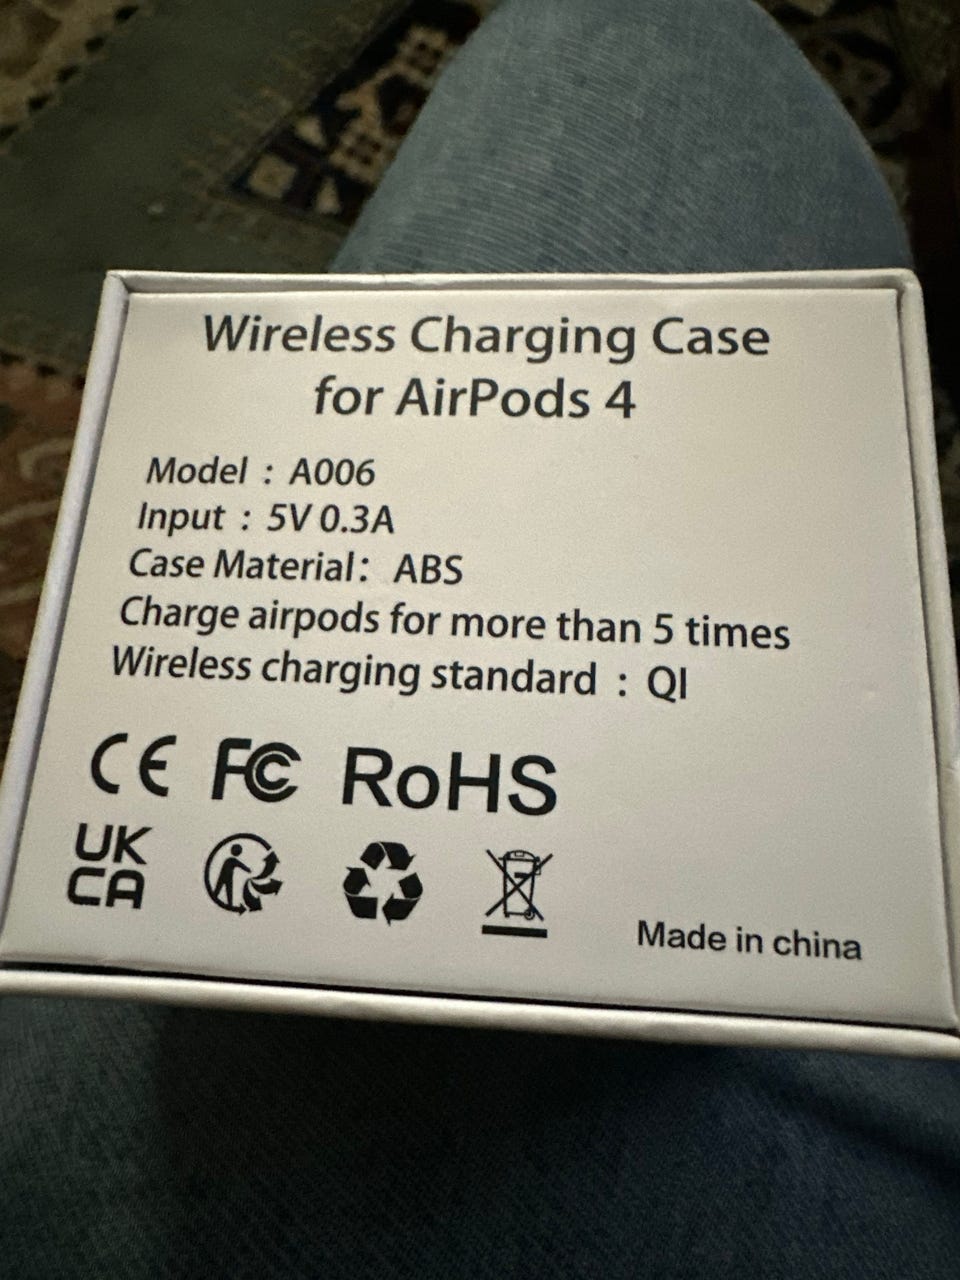 Wireless Charging Case
for AirPods 4
Model : A006
Input : 5V 0.3A
Case Material: ABS
Charge airpods for more than 5 times
Wireless charging standard : QI
CE FC RoHS
UK
CA
Made in china